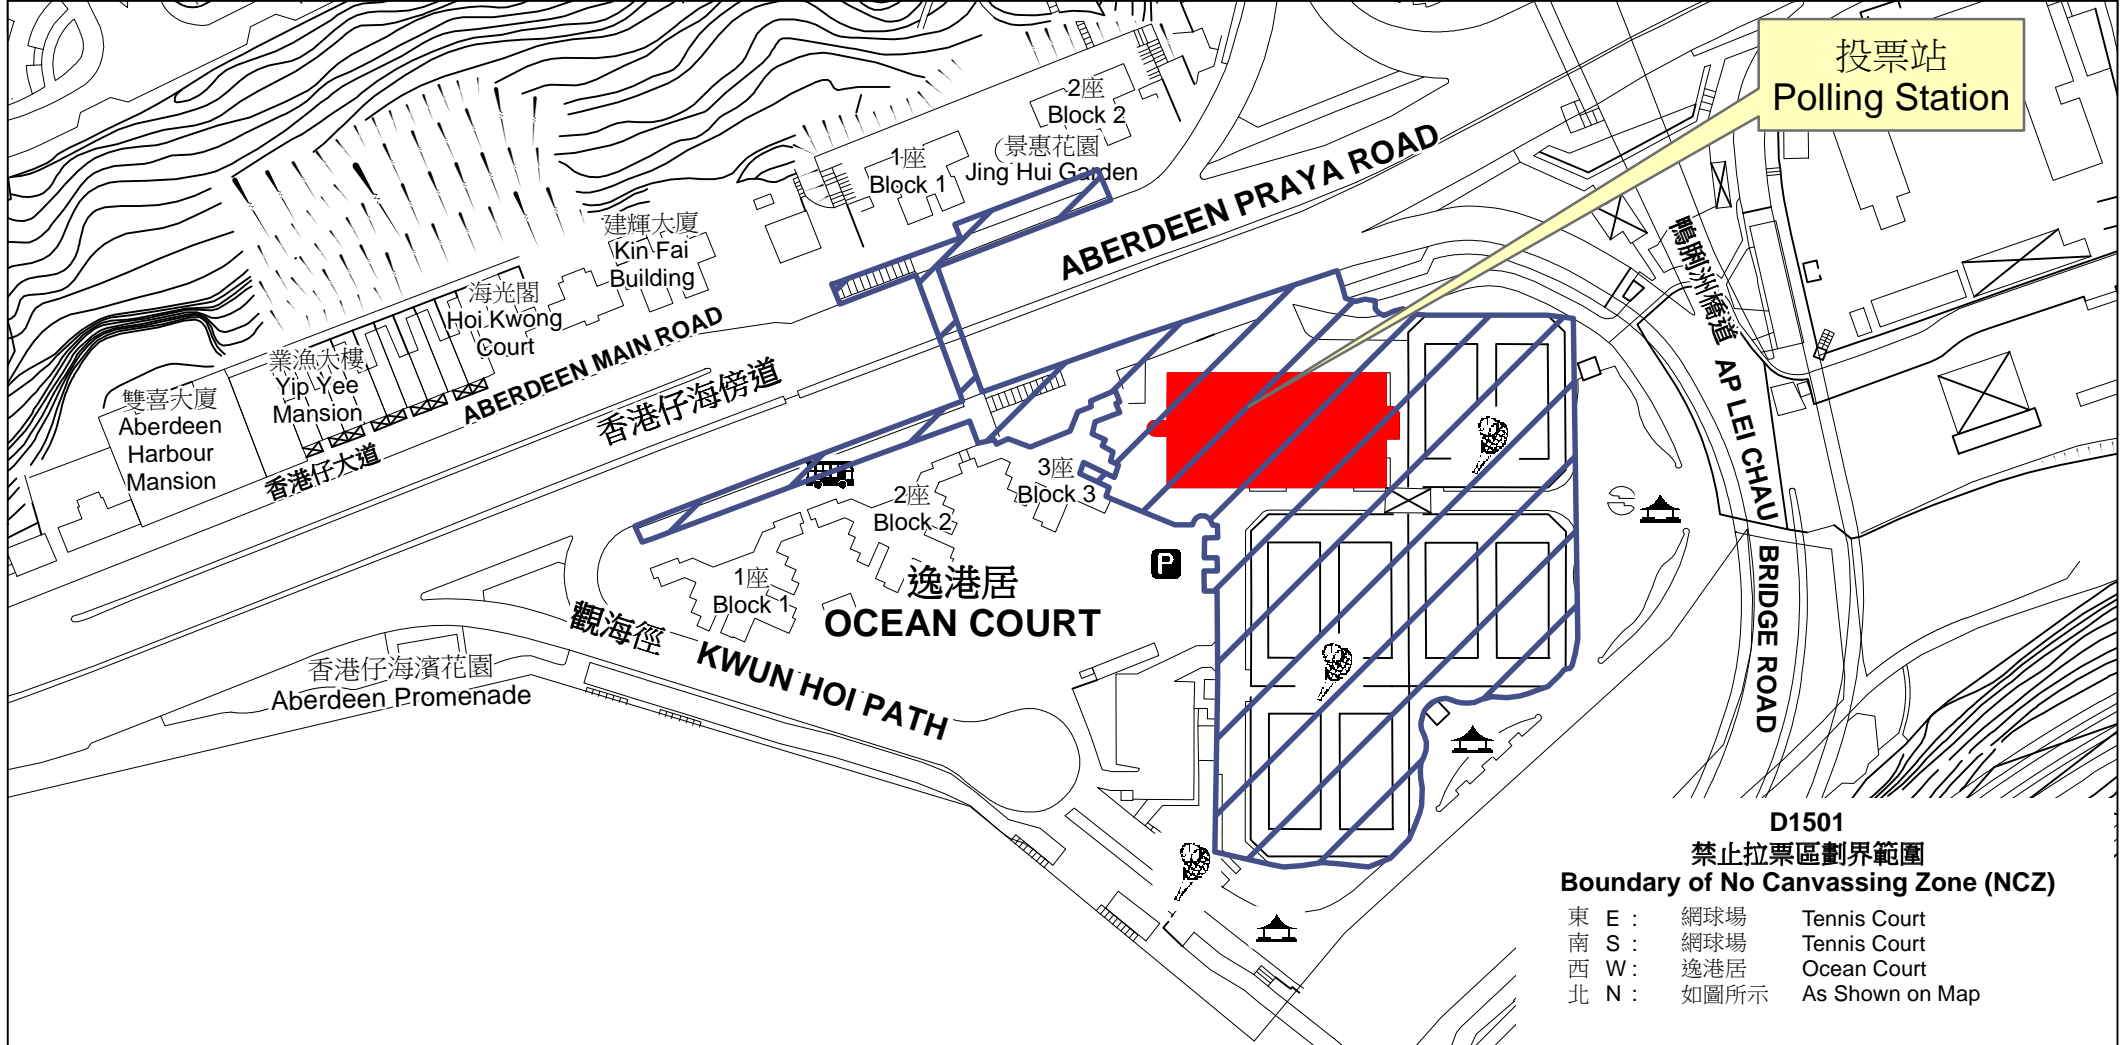 投票站
Polling Station
2座
Block 2
景惠花園
Jing Hui Garden
1座
Block 1
ABERDEEN PRAYA ROAD
香港仔海傍道
建輝大廈
Kin Fai
Building
海光閣
Hoi Kwong
Court
ABERDEEN MAIN ROAD
香港仔大道
業漁大樓
Yip Yee
Mansion
雙喜大廈
Aberdeen
Harbour
Mansion
鴨脷洲橋道 AP LEI CHAU BRIDGE ROAD
3座
Block 3
2座
Block 2
1座
Block 1
P
逸港居
OCEAN COURT
觀海徑 KWUN HOI PATH
香港仔海濱花園
Aberdeen Promenade
D1501
禁止拉票區劃界範圍
Boundary of No Canvassing Zone (NCZ)
東 E : 網球場 Tennis Court
南 S : 網球場 Tennis Court
西 W : 逸港居 Ocean Court
北 N : 如圖所示 As Shown on Map